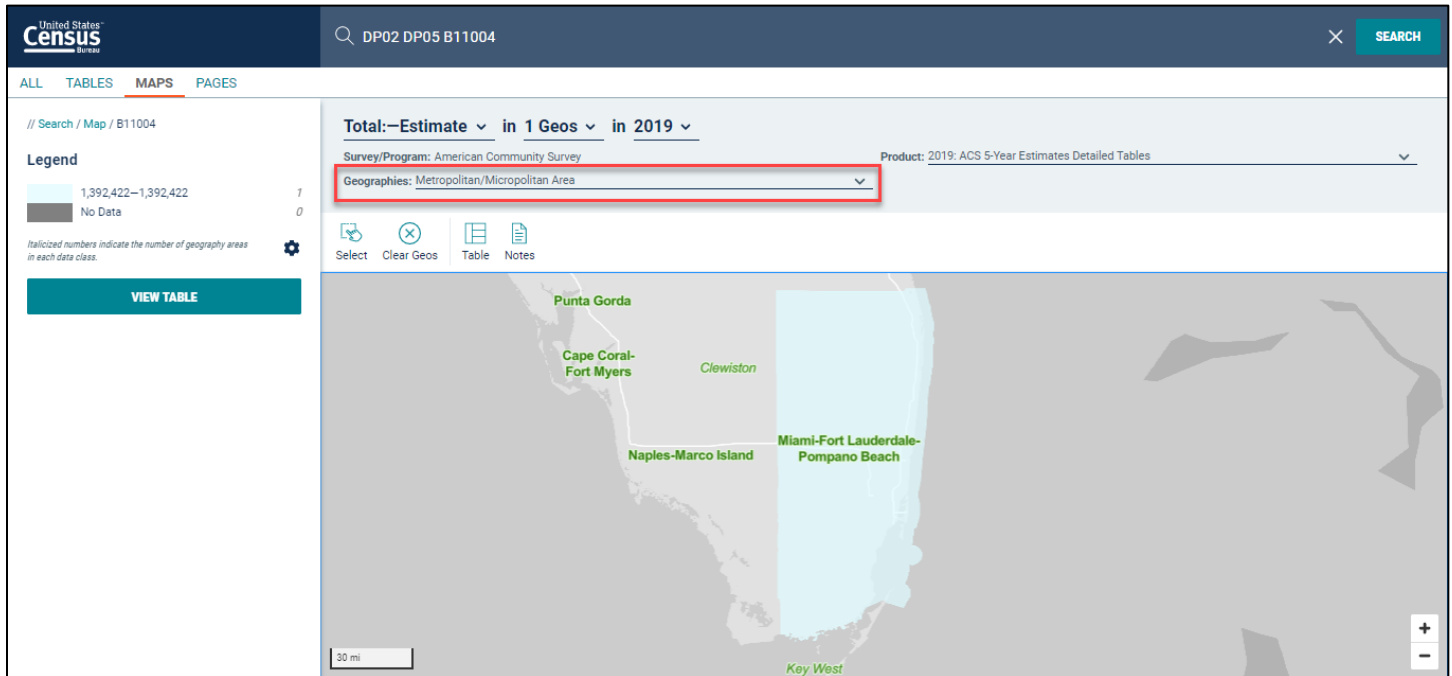 United States™
Census
Bureau
DP02 DP05 B11004
SEARCH
ALL TABLES MAPS PAGES
// Search / Map / B11004
Legend
1,392,422–1,392,422 1
No Data 0
Italicized numbers indicate the number of geography areas
in each data class.
VIEW TABLE
Total:—Estimate in 1 Geos in 2019
Survey/Program: American Community Survey
Product: 2019: ACS 5-Year Estimates Detailed Tables
Geographies: Metropolitan/Micropolitan Area
Select Clear Geos Table Notes
Punta Gorda
Cape Coral-
Fort Myers
Clewiston
Miami-Fort Lauderdale-
Pompano Beach
Naples-Marco Island
Key West
30 mi
+
−